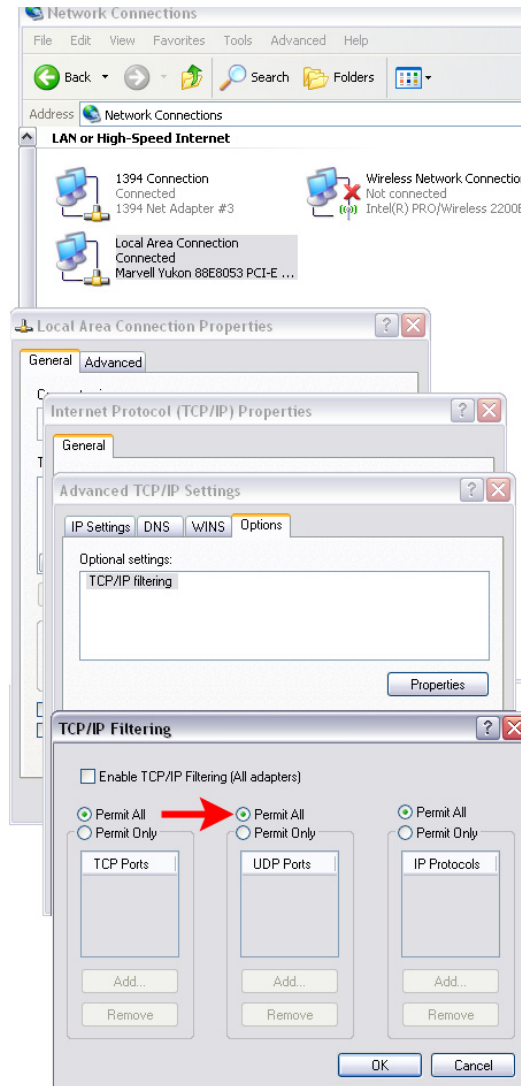 Network Connections
File Edit View Favorites Tools Advanced Help
Back Search Folders
Address Network Connections
LAN or High-Speed Internet
1394 Connection
Connected
1394 Net Adapter #3
Wireless Network Connectio
Not connected
Intel(R) PRO/Wireless 2200B
Local Area Connection
Connected
Marvell Yukon 88E8053 PCI-E ...
Local Area Connection Properties
General Advanced
Internet Protocol (TCP/IP) Properties
General
Advanced TCP/IP Settings
IP Settings DNS WINS Options
Optional settings:
TCP/IP filtering
Properties
TCP/IP Filtering
Enable TCP/IP Filtering (All adapters)
Permit All Permit All Permit All
Permit Only Permit Only Permit Only
TCP Ports UDP Ports IP Protocols
Add... Add... Add...
Remove Remove Remove
OK Cancel